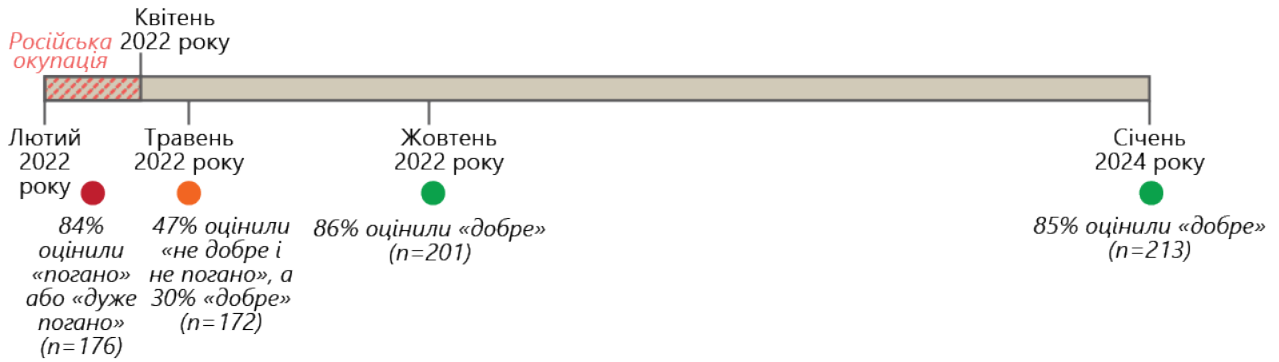 Російська
окупація
Квітень
2022 року
Лютий
2022
року
Травень
2022 року
Жовтень
2022 року
Січень
2024 року
84%
оцінили
«погано»
або «дуже
погано»
(n=176)
47% оцінили
«не добре і
не погано», а
30% «добре»
(n=172)
86% оцінили «добре»
(n=201)
85% оцінили «добре»
(n=213)